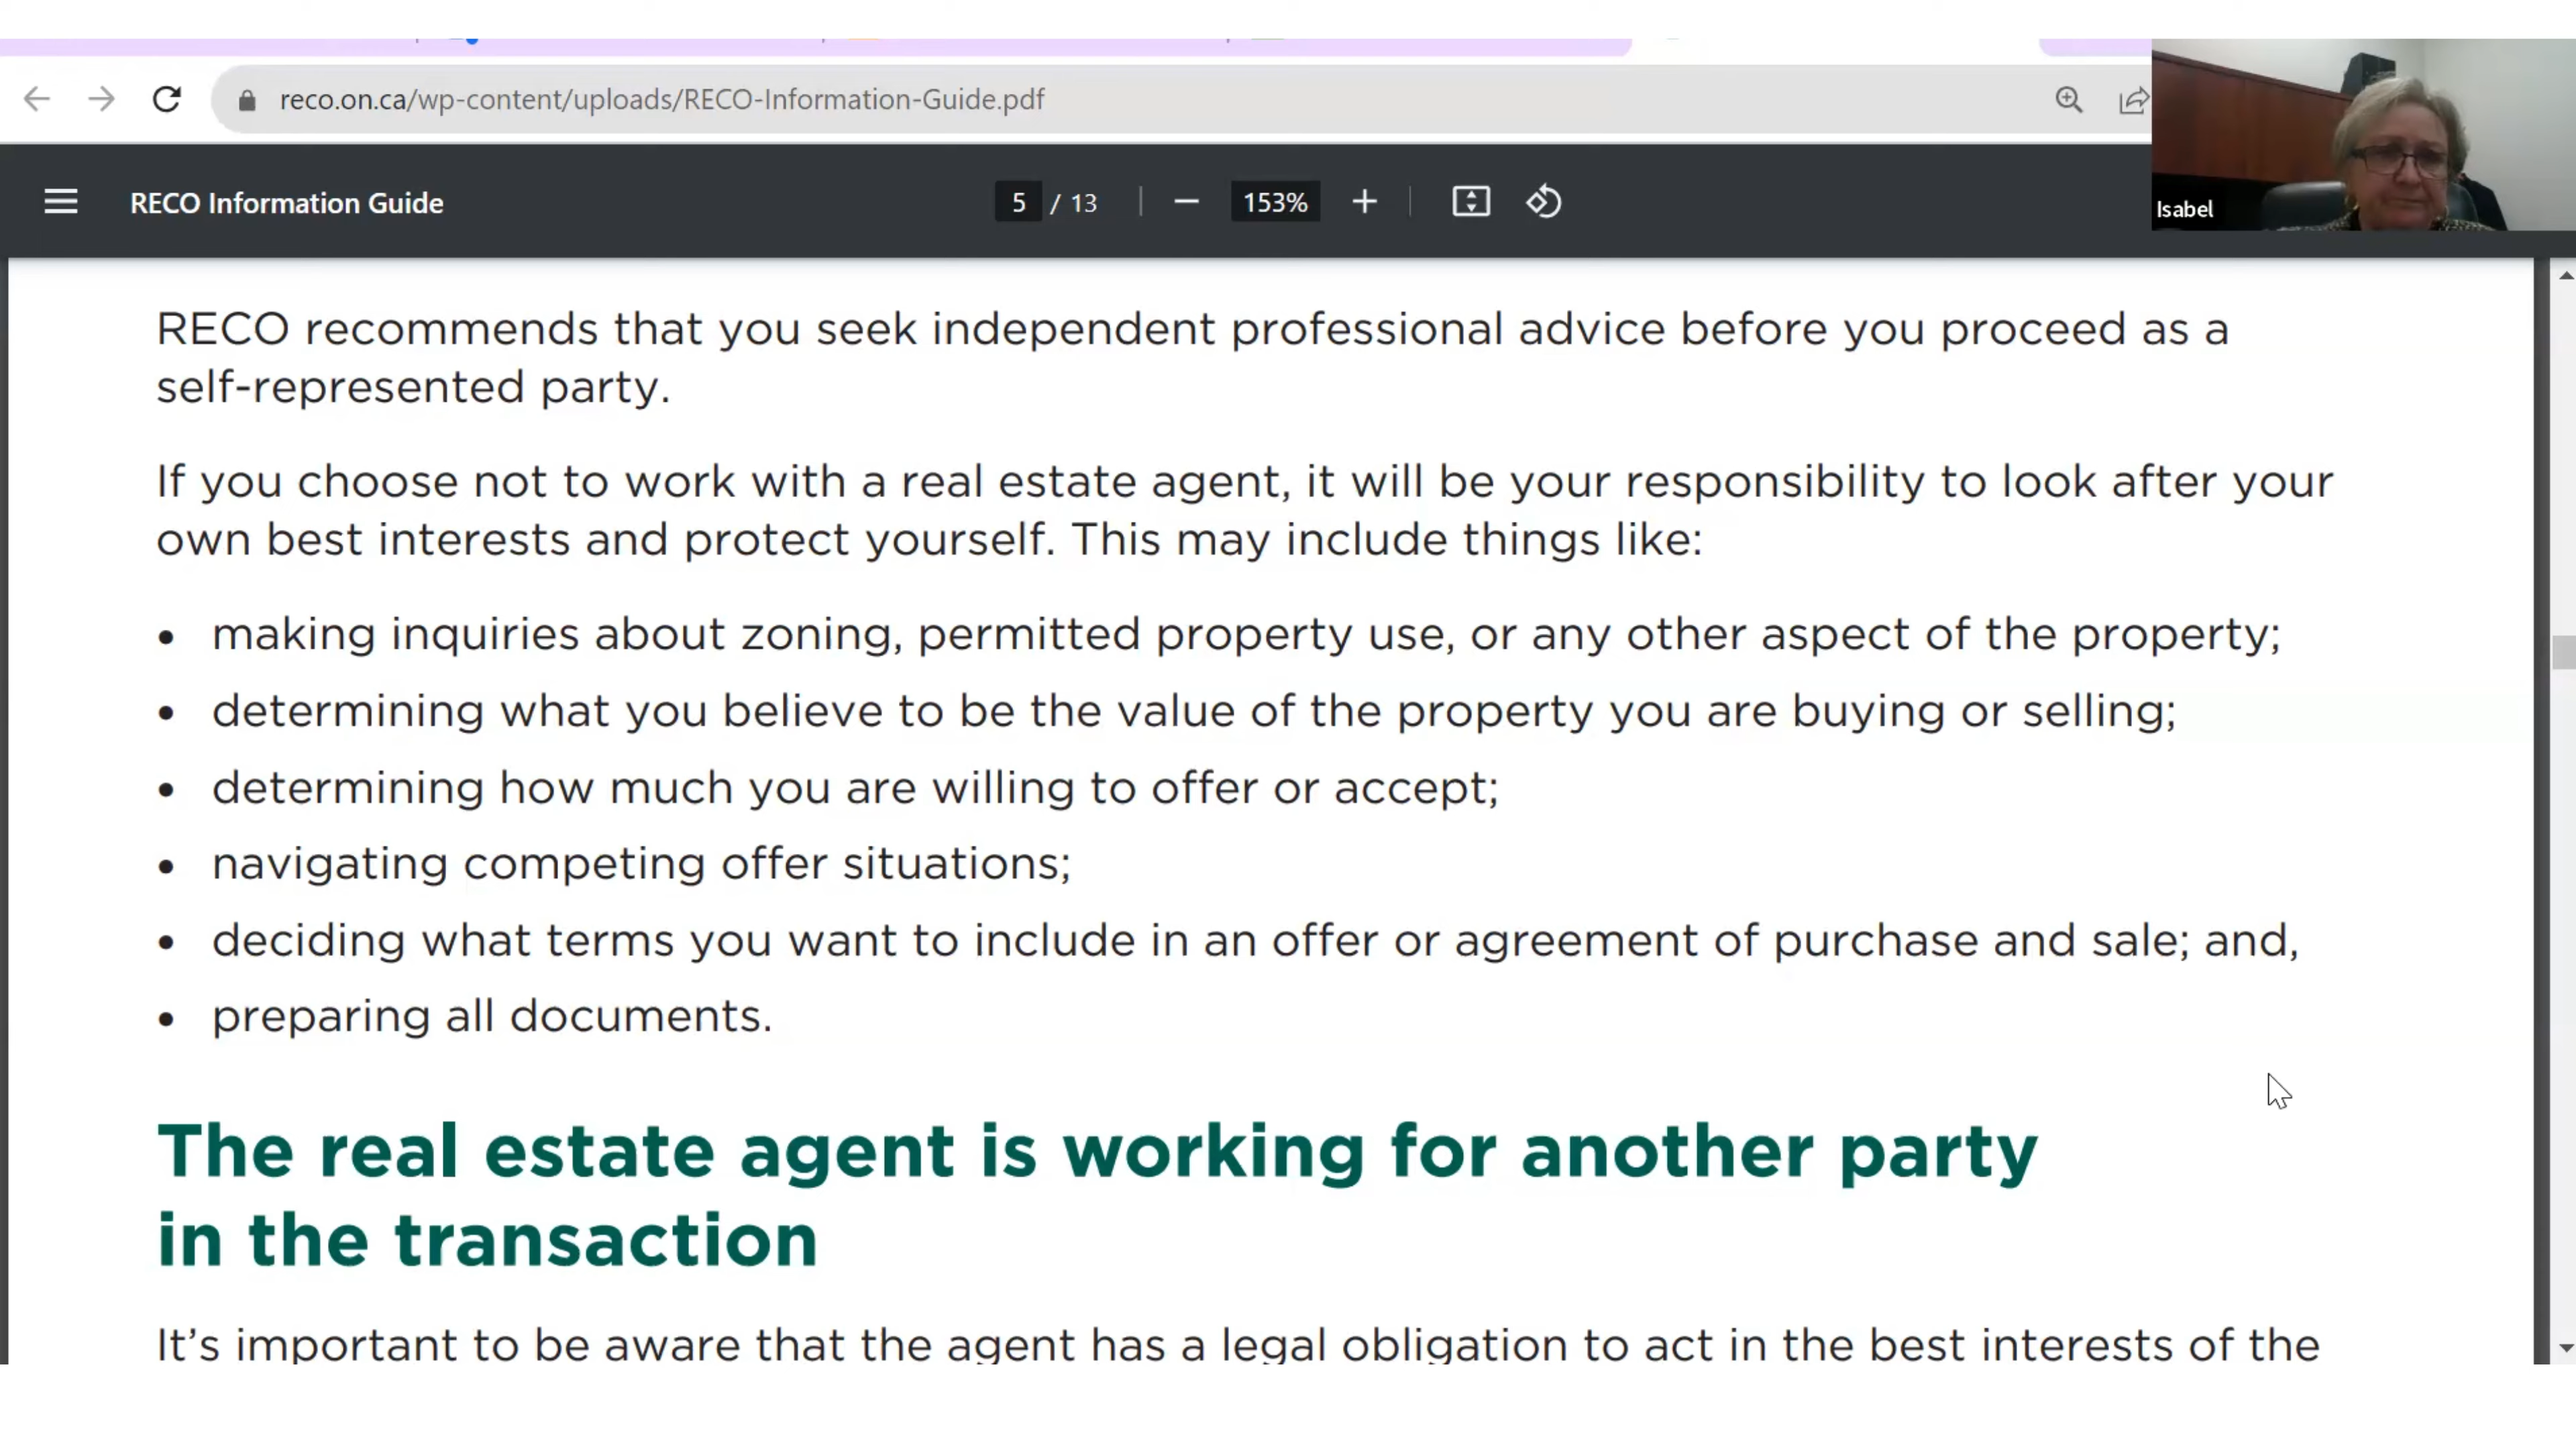 reco.on.ca/wp-content/uploads/RECO-Information-Guide.pdf
RECO Information Guide
5 / 13
153%
Isabel
RECO recommends that you seek independent professional advice before you proceed as a
self-represented party.
If you choose not to work with a real estate agent, it will be your responsibility to look after your
own best interests and protect yourself. This may include things like:
• making inquiries about zoning, permitted property use, or any other aspect of the property;
• determining what you believe to be the value of the property you are buying or selling;
• determining how much you are willing to offer or accept;
• navigating competing offer situations;
• deciding what terms you want to include in an offer or agreement of purchase and sale; and,
• preparing all documents.
The real estate agent is working for another party
in the transaction
It's important to be aware that the agent has a legal obligation to act in the best interests of the